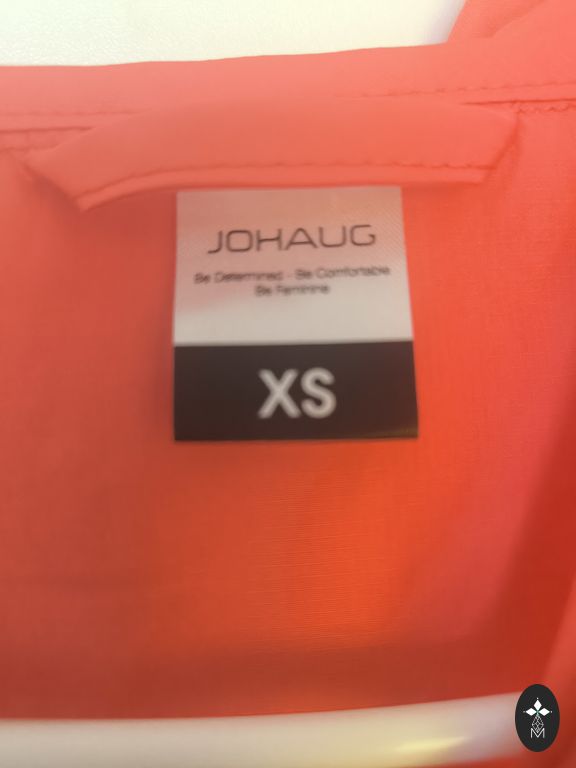 JOHAUG
Be Determined - Be Comfortable
Be Feminine
XS
M